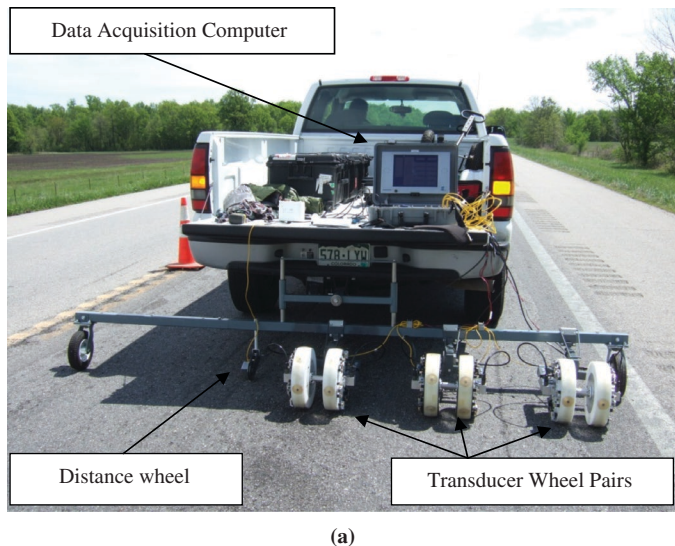 Data Acquisition Computer
Distance wheel
Transducer Wheel Pairs
(a)